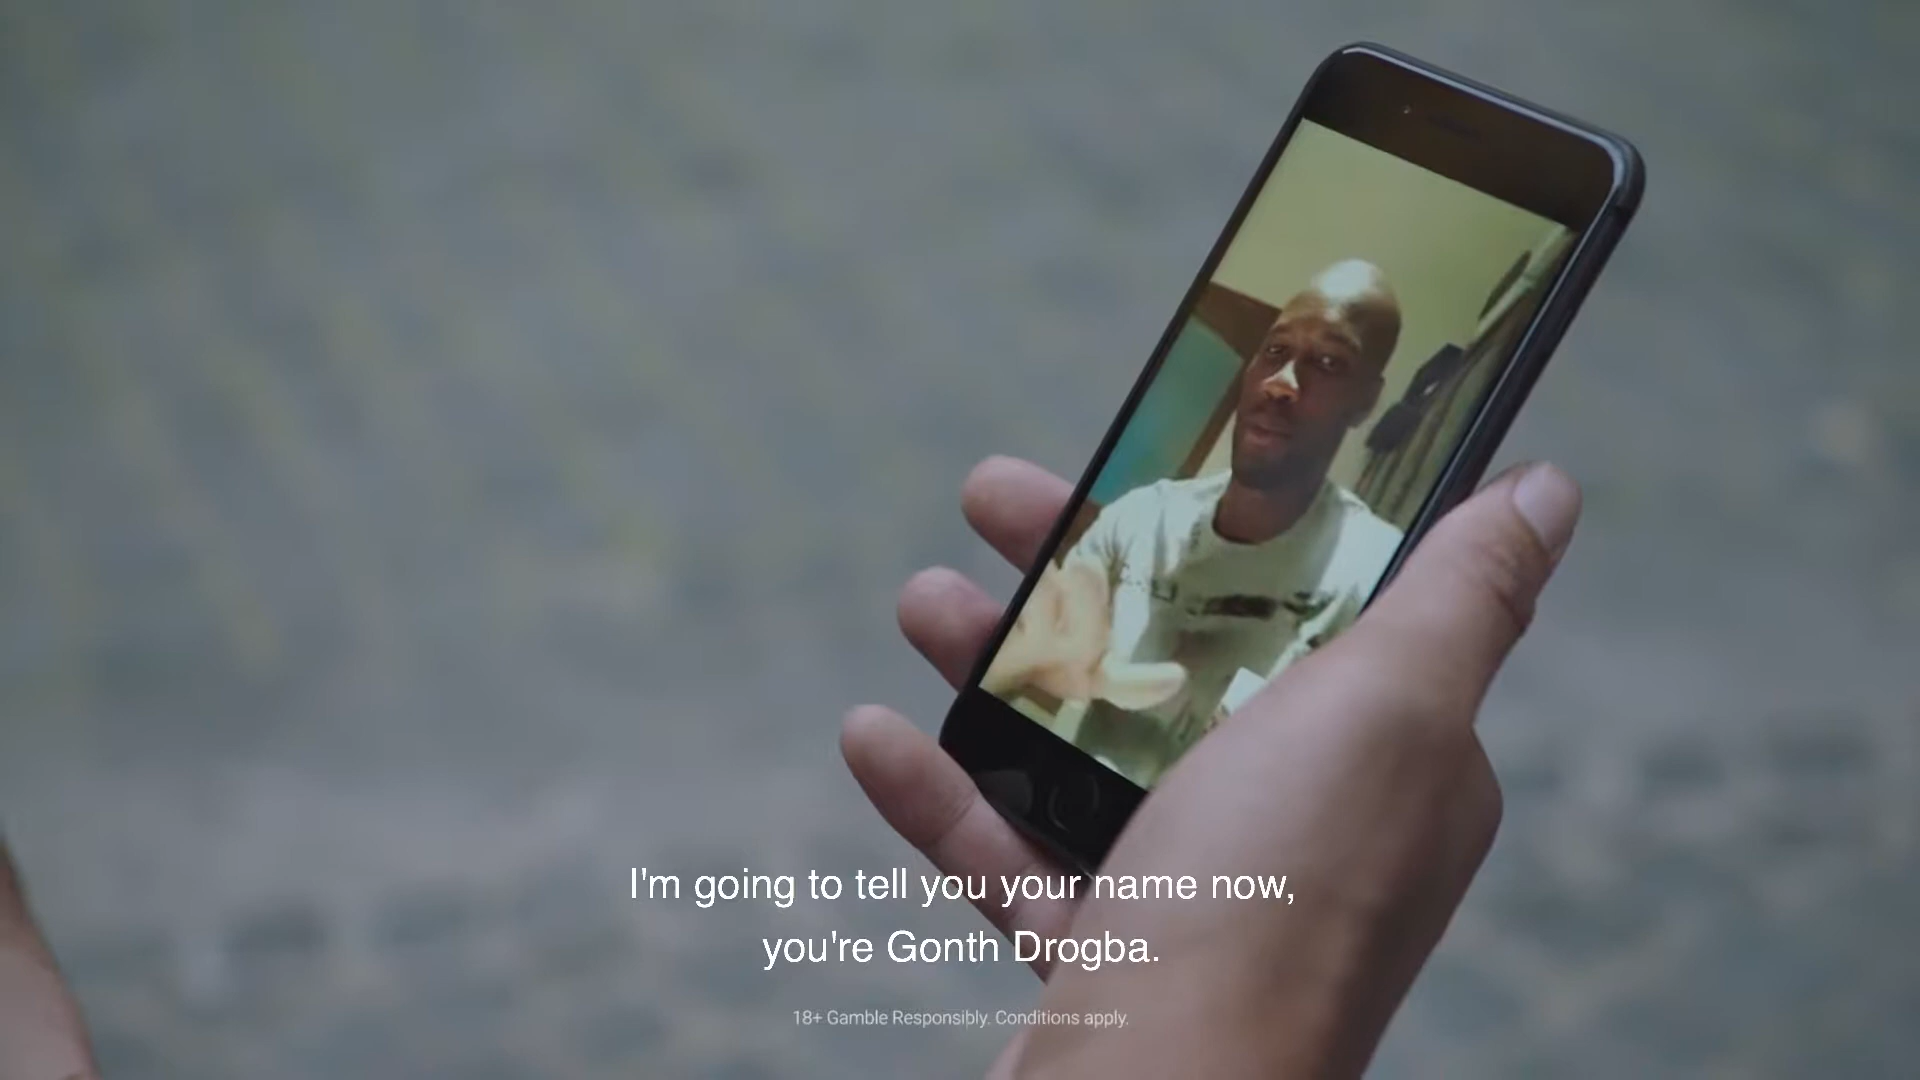 I'm going to tell you your name now,
you're Gonth Drogba.
18+ Gamble Responsibly. Conditions apply.